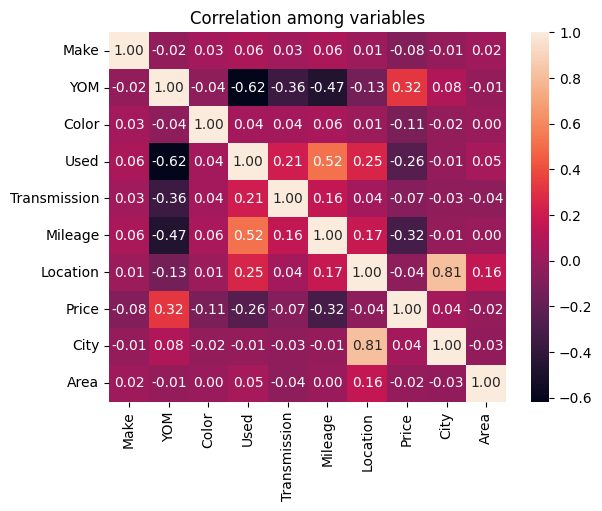 Correlation among variables
Make 1.00 -0.02 0.03 0.06 0.03 0.06 0.01 -0.08 -0.01 0.02
YOM -0.02 1.00 -0.04 -0.62 -0.36 -0.47 -0.13 0.32 0.08 -0.01
Color 0.03 -0.04 1.00 0.04 0.04 0.06 0.01 -0.11 -0.02 0.00
Used 0.06 -0.62 0.04 1.00 0.21 0.52 0.25 -0.26 -0.01 0.05
Transmission 0.03 -0.36 0.04 0.21 1.00 0.16 0.04 -0.07 -0.03 -0.04
Mileage 0.06 -0.47 0.06 0.52 0.16 1.00 0.17 -0.32 -0.01 0.00
Location 0.01 -0.13 0.01 0.25 0.04 0.17 1.00 -0.04 0.81 0.16
Price -0.08 0.32 -0.11 -0.26 -0.07 -0.32 -0.04 1.00 0.04 -0.02
City -0.01 0.08 -0.02 -0.01 -0.03 -0.01 0.81 0.04 1.00 -0.03
Area 0.02 -0.01 0.00 0.05 -0.04 0.00 0.16 -0.02 -0.03 1.00
Make YOM Color Used Transmission Mileage Location Price City Area
1.0
0.8
0.6
0.4
0.2
0.0
−0.2
−0.4
−0.6